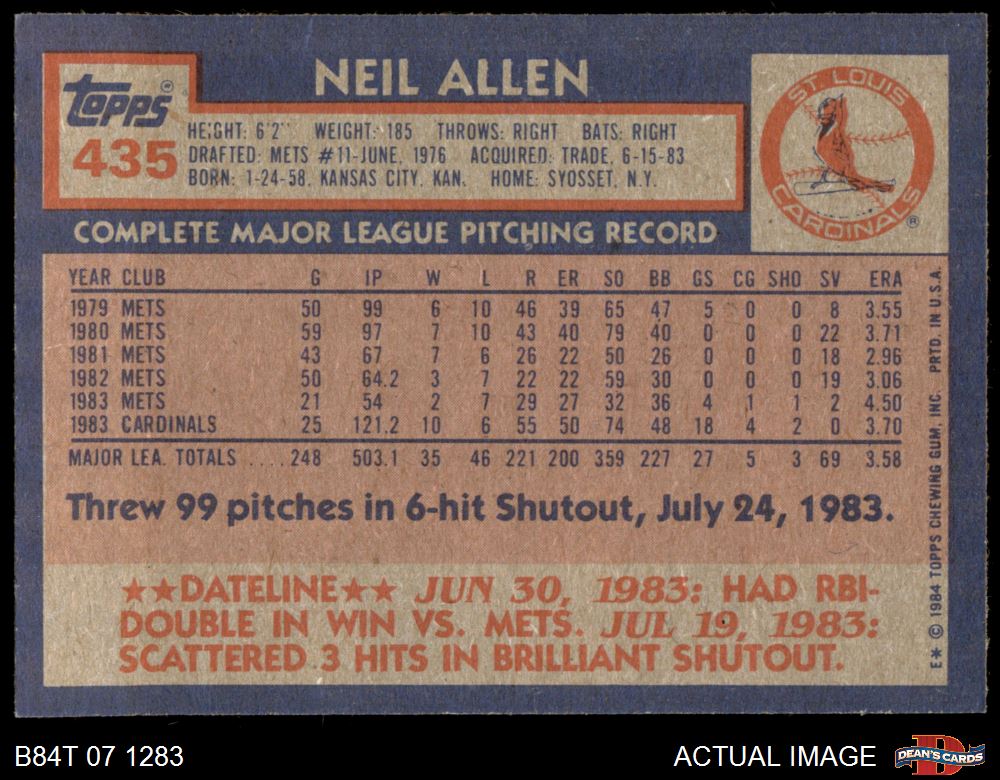 NEIL ALLEN
topps®
435
HEIGHT: 6'2" WEIGHT: 185 THROWS: RIGHT BATS: RIGHT
DRAFTED: METS #11-JUNE, 1976 ACQUIRED: TRADE, 6-15-83
BORN: 1-24-58, KANSAS CITY, KAN. HOME: SYOSSET, N.Y.
ST. LOUIS
CARDINALS ®
COMPLETE MAJOR LEAGUE PITCHING RECORD
YEAR CLUB G IP W L R ER SO BB GS CG SHO SV ERA
1979 METS 50 99 6 10 46 39 65 47 5 0 0 8 3.55
1980 METS 59 97 7 10 43 40 79 40 0 0 0 22 3.71
1981 METS 43 67 7 6 26 22 50 26 0 0 0 18 2.96
1982 METS 50 64.2 3 7 22 22 59 30 0 0 0 19 3.06
1983 METS 21 54 2 7 29 27 32 36 4 1 1 2 4.50
1983 CARDINALS 25 121.2 10 6 55 50 74 48 18 4 2 0 3.70
MAJOR LEA. TOTALS .... 248 503.1 35 46 221 200 359 227 27 5 3 69 3.58
Threw 99 pitches in 6-hit Shutout, July 24, 1983.
★★DATELINE★★ JUN 30, 1983: HAD RBI-
DOUBLE IN WIN VS. METS. JUL 19, 1983:
SCATTERED 3 HITS IN BRILLIANT SHUTOUT.
E* © 1984 TOPPS CHEWING GUM, INC. PRTD. IN U.S.A.
B84T 07 1283
ACTUAL IMAGE
D
DEAN'S CARDS